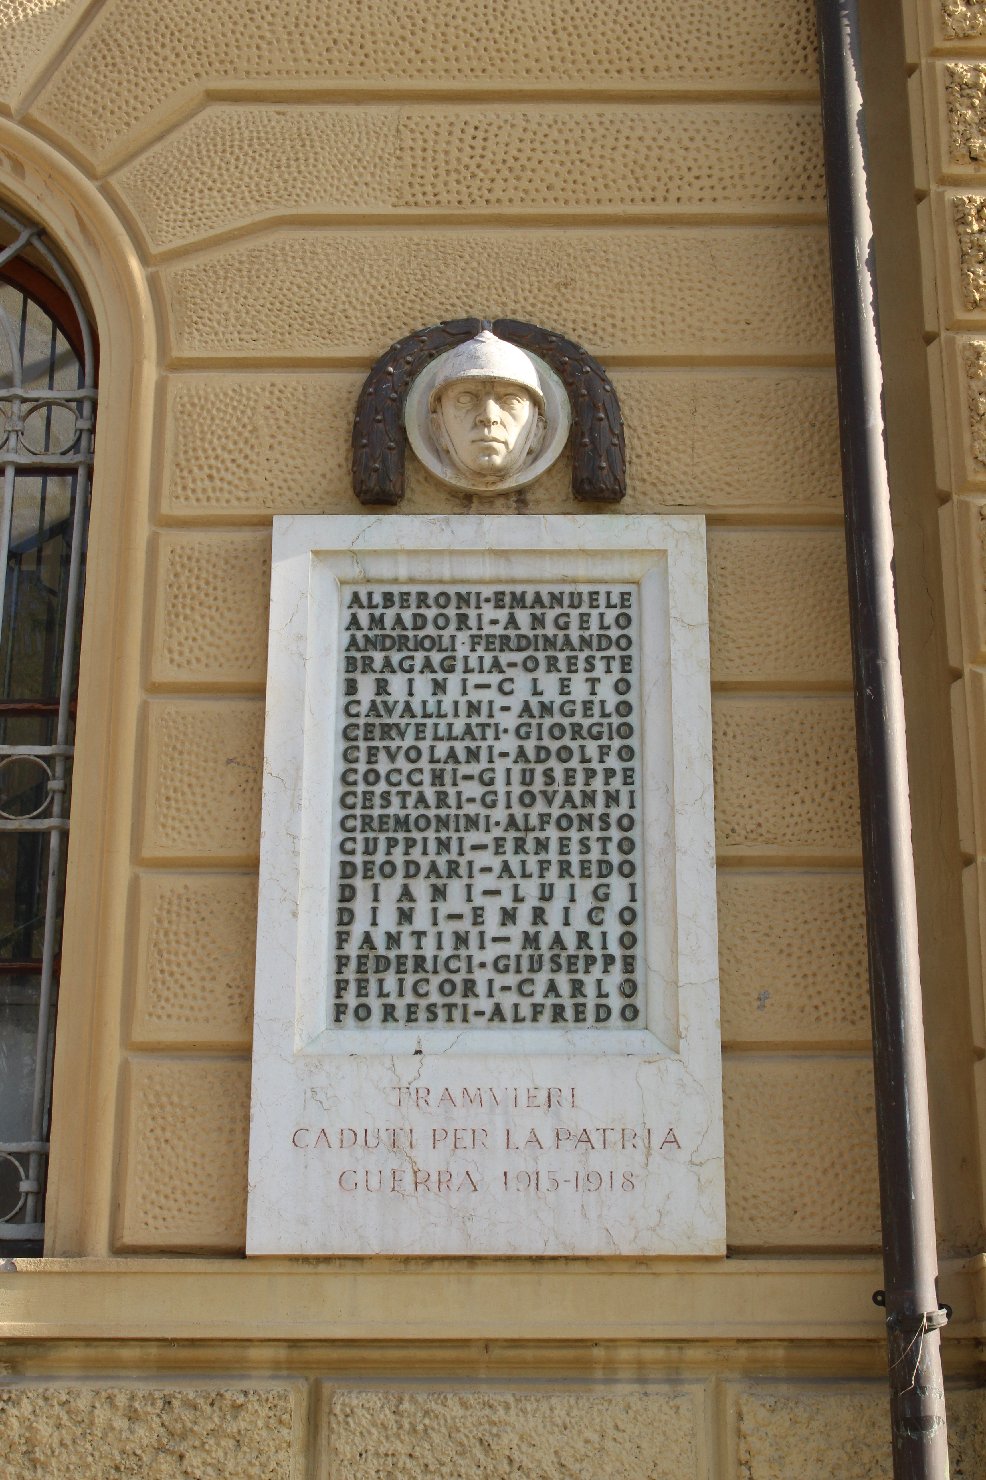 ALBERONI-EMANUELE
AMADORI-ANGELO
ANDROLI·FERDINANDO
BRAGAGLIA-ORESTE
BRINI-CLETO
CAVALLINI-ANGELO
CERVELLATI-GIORGIO
CEVOLANI-ADOLFO
COCCHI-GIUSEPPE
CESTARI-GIOVANNI
CREMONINI-ALFONSO
CUPPINI-ERNESTO
DEODARI-ALFREDO
DIANI-LUIGI
DINI-ENRICO
FANTINI-MARIO
FEDERICI-GIUSEPPE
FELICORI-CARLO
FORESTI-ALFREDO
TRAMVIERI
CADUTI PER LA PATRIA
GUERRA 1915-1918